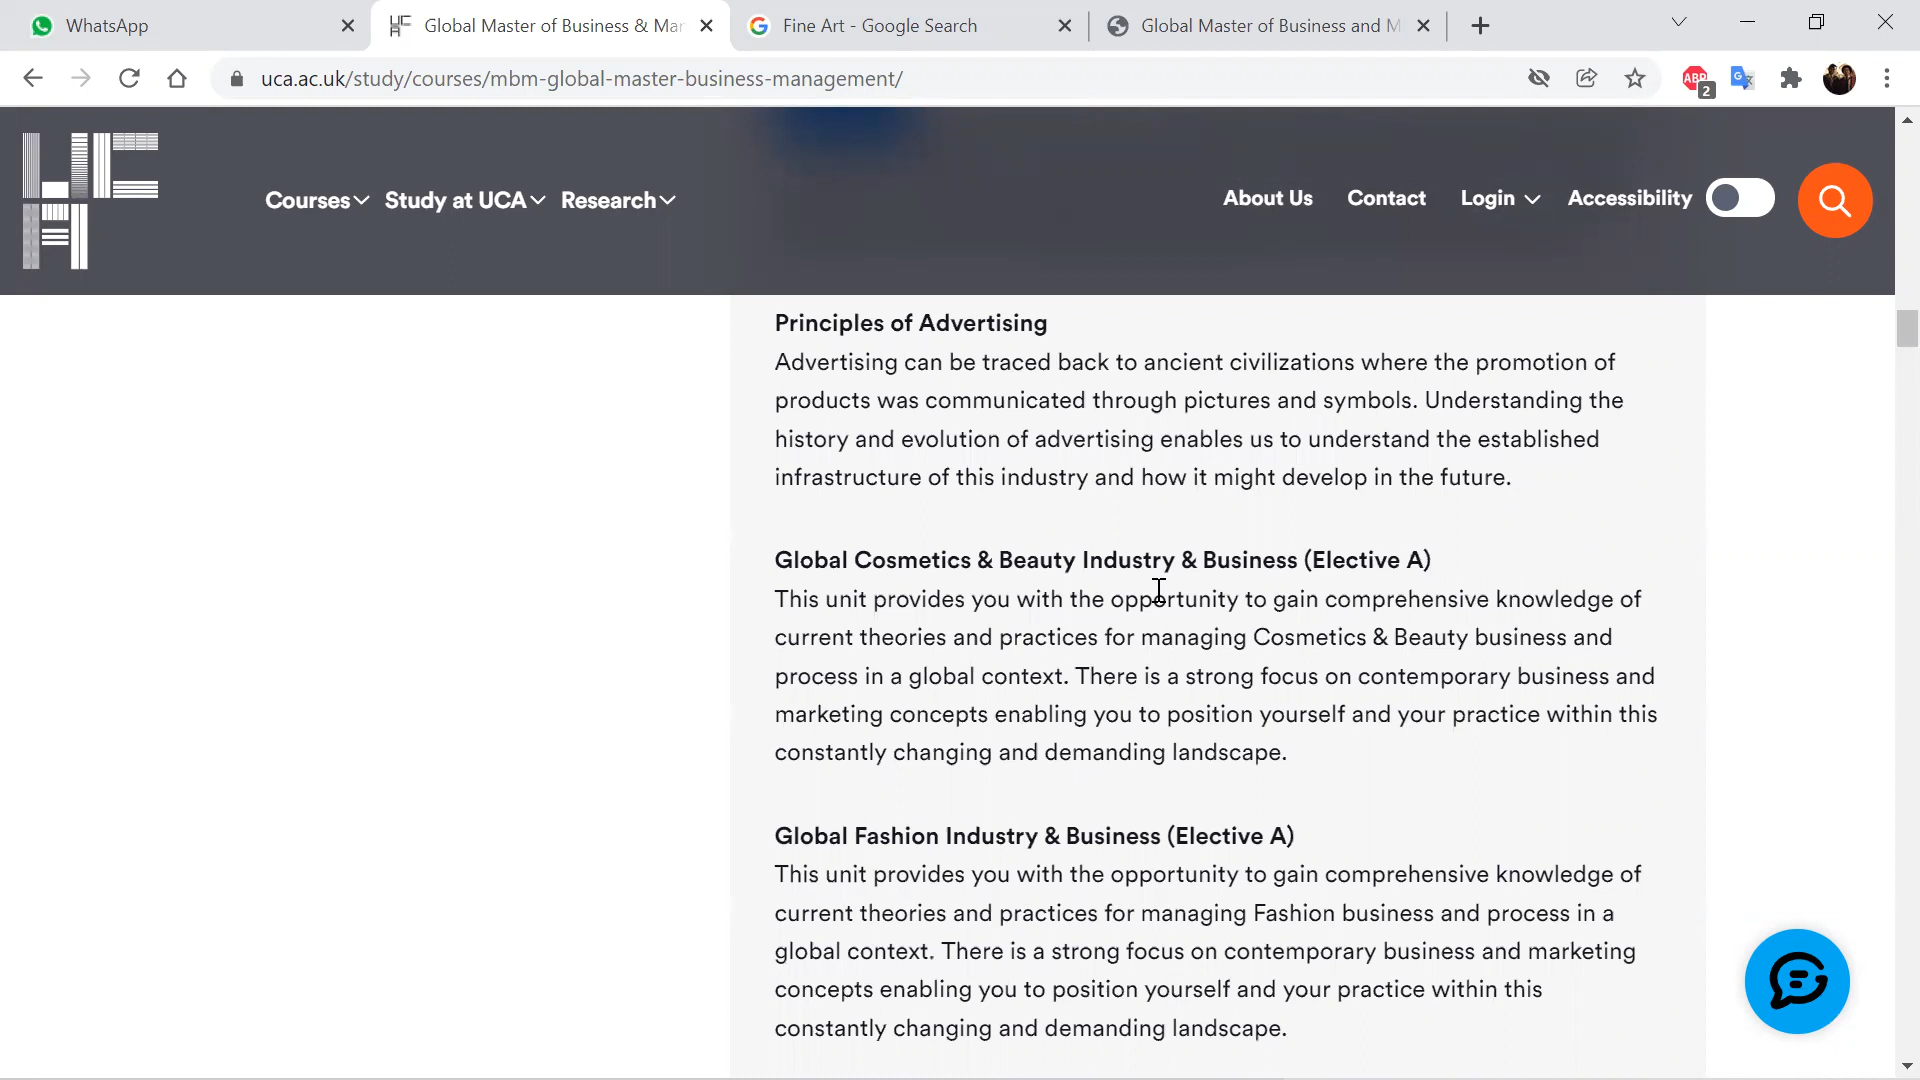 WhatsApp
Global Master of Business & Mar
Fine Art - Google Search
Global Master of Business and M
uca.ac.uk/study/courses/mbm-global-master-business-management/
ABP
2
Courses Study at UCA Research
About Us Contact Login Accessibility
Principles of Advertising
Advertising can be traced back to ancient civilizations where the promotion of
products was communicated through pictures and symbols. Understanding the
history and evolution of advertising enables us to understand the established
infrastructure of this industry and how it might develop in the future.
Global Cosmetics & Beauty Industry & Business (Elective A)
This unit provides you with the opportunity to gain comprehensive knowledge of
current theories and practices for managing Cosmetics & Beauty business and
process in a global context. There is a strong focus on contemporary business and
marketing concepts enabling you to position yourself and your practice within this
constantly changing and demanding landscape.
Global Fashion Industry & Business (Elective A)
This unit provides you with the opportunity to gain comprehensive knowledge of
current theories and practices for managing Fashion business and process in a
global context. There is a strong focus on contemporary business and marketing
concepts enabling you to position yourself and your practice within this
constantly changing and demanding landscape.